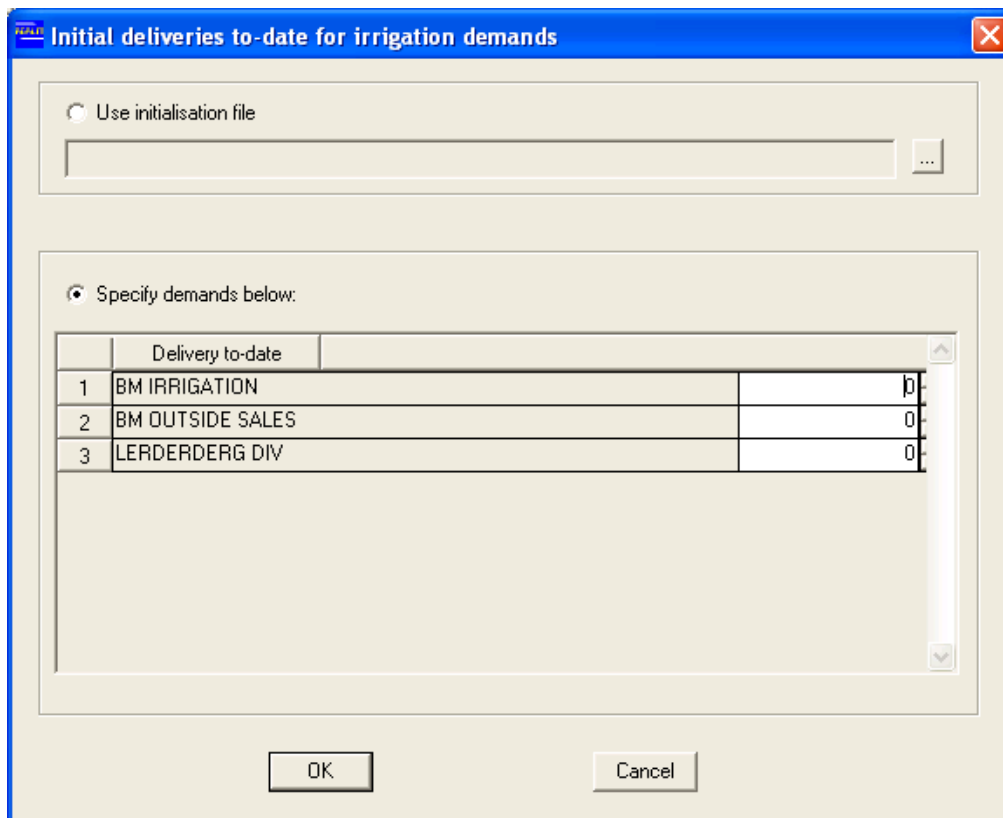 REALM
Initial deliveries to-date for irrigation demands
Use initialisation file
...
Specify demands below:
Delivery to-date
1 BM IRRIGATION 0
2 BM OUTSIDE SALES 0
3 LERDERDERG DIV 0
OK Cancel